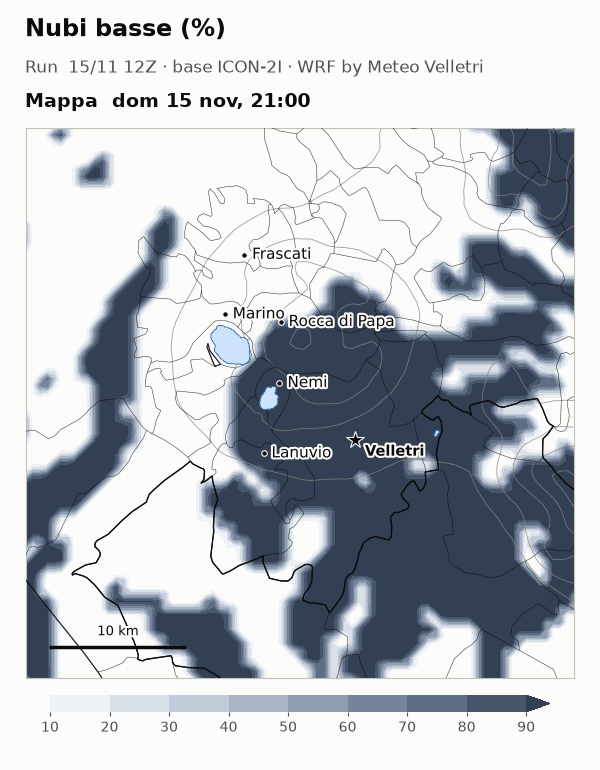 Nubi basse (%)
Run  15/11 12Z · base ICON-2I · WRF by Meteo Velletri
Mappa  dom 15 nov, 21:00
Frascati
Marino
Rocca di Papa
Nemi
Velletri
Lanuvio
10 km
10 20 30 40 50 60 70 80 90